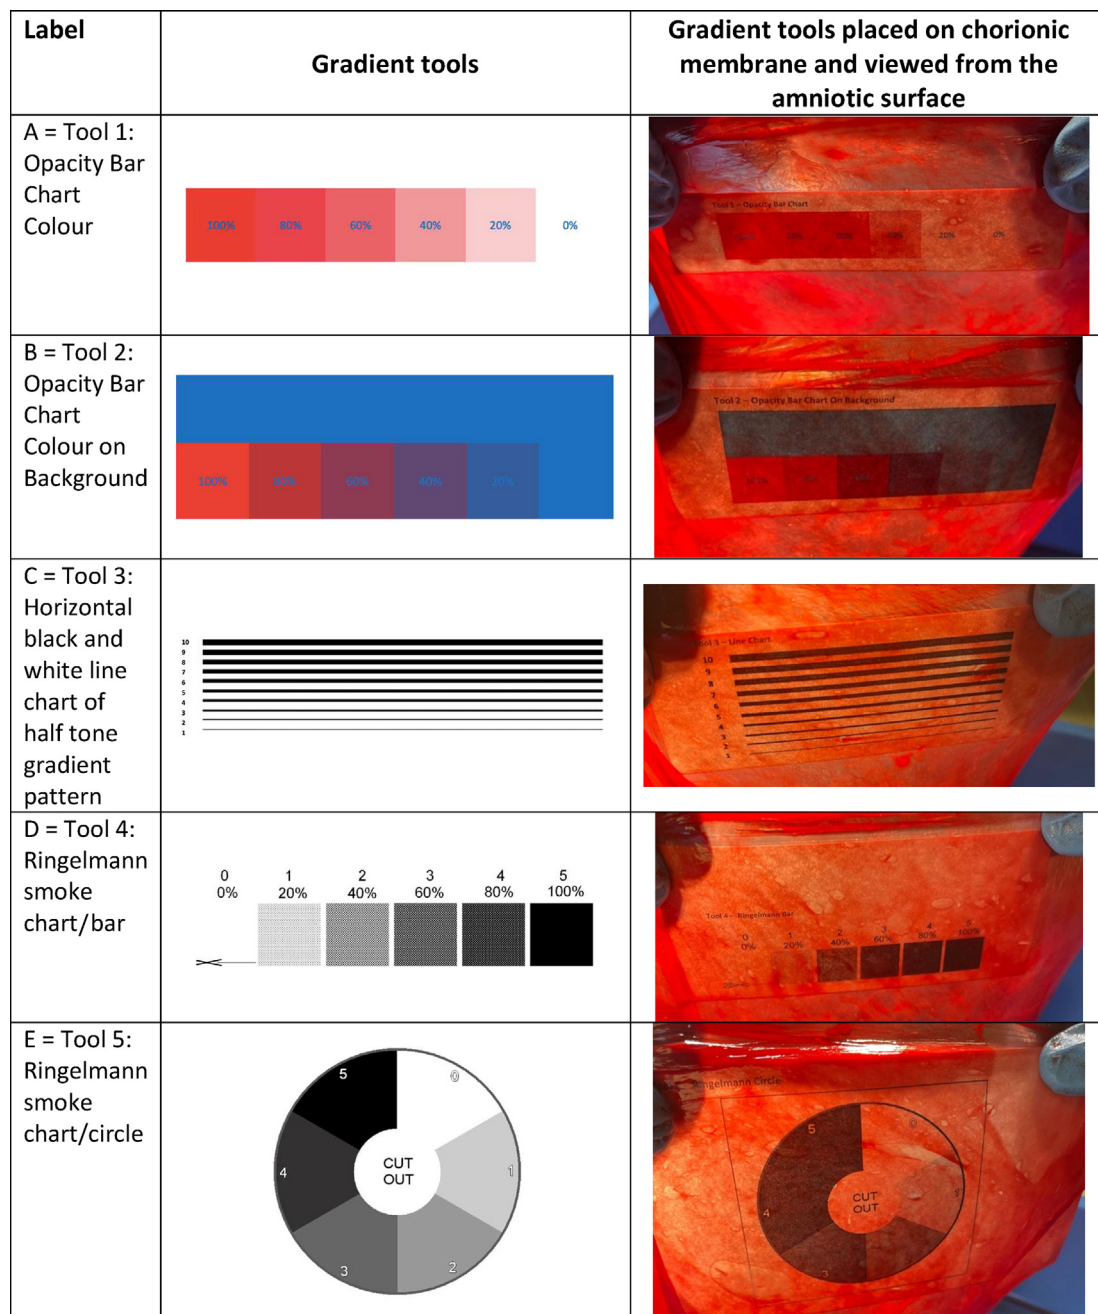 Label
Gradient tools
Gradient tools placed on chorionic
membrane and viewed from the
amniotic surface
A = Tool 1:
Opacity Bar
Chart
Colour
100% 80% 60% 40% 20% 0%
Tool 1 – Opacity Bar Chart
20% 0%
B = Tool 2:
Opacity Bar
Chart
Colour on
Background
100% 80% 60% 40% 20%
Tool 2 – Opacity Bar Chart On Background
100%
C = Tool 3:
Horizontal
black and
white line
chart of
half tone
gradient
pattern
10
9
8
7
6
5
4
3
2
1
Tool 3 – Line Chart
10
9
8
7
6
5
4
3
2
1
D = Tool 4:
Ringelmann
smoke
chart/bar
0 1 2 3 4 5
0% 20% 40% 60% 80% 100%
Tool 4 – Ringelmann Bar
0 1 2 3 4 5
0% 20% 40% 60% 80% 100%
E = Tool 5:
Ringelmann
smoke
chart/circle
5 0
4 CUT 1
OUT
3 2
Ringelmann Circle
5 0
4 CUT
OUT
3